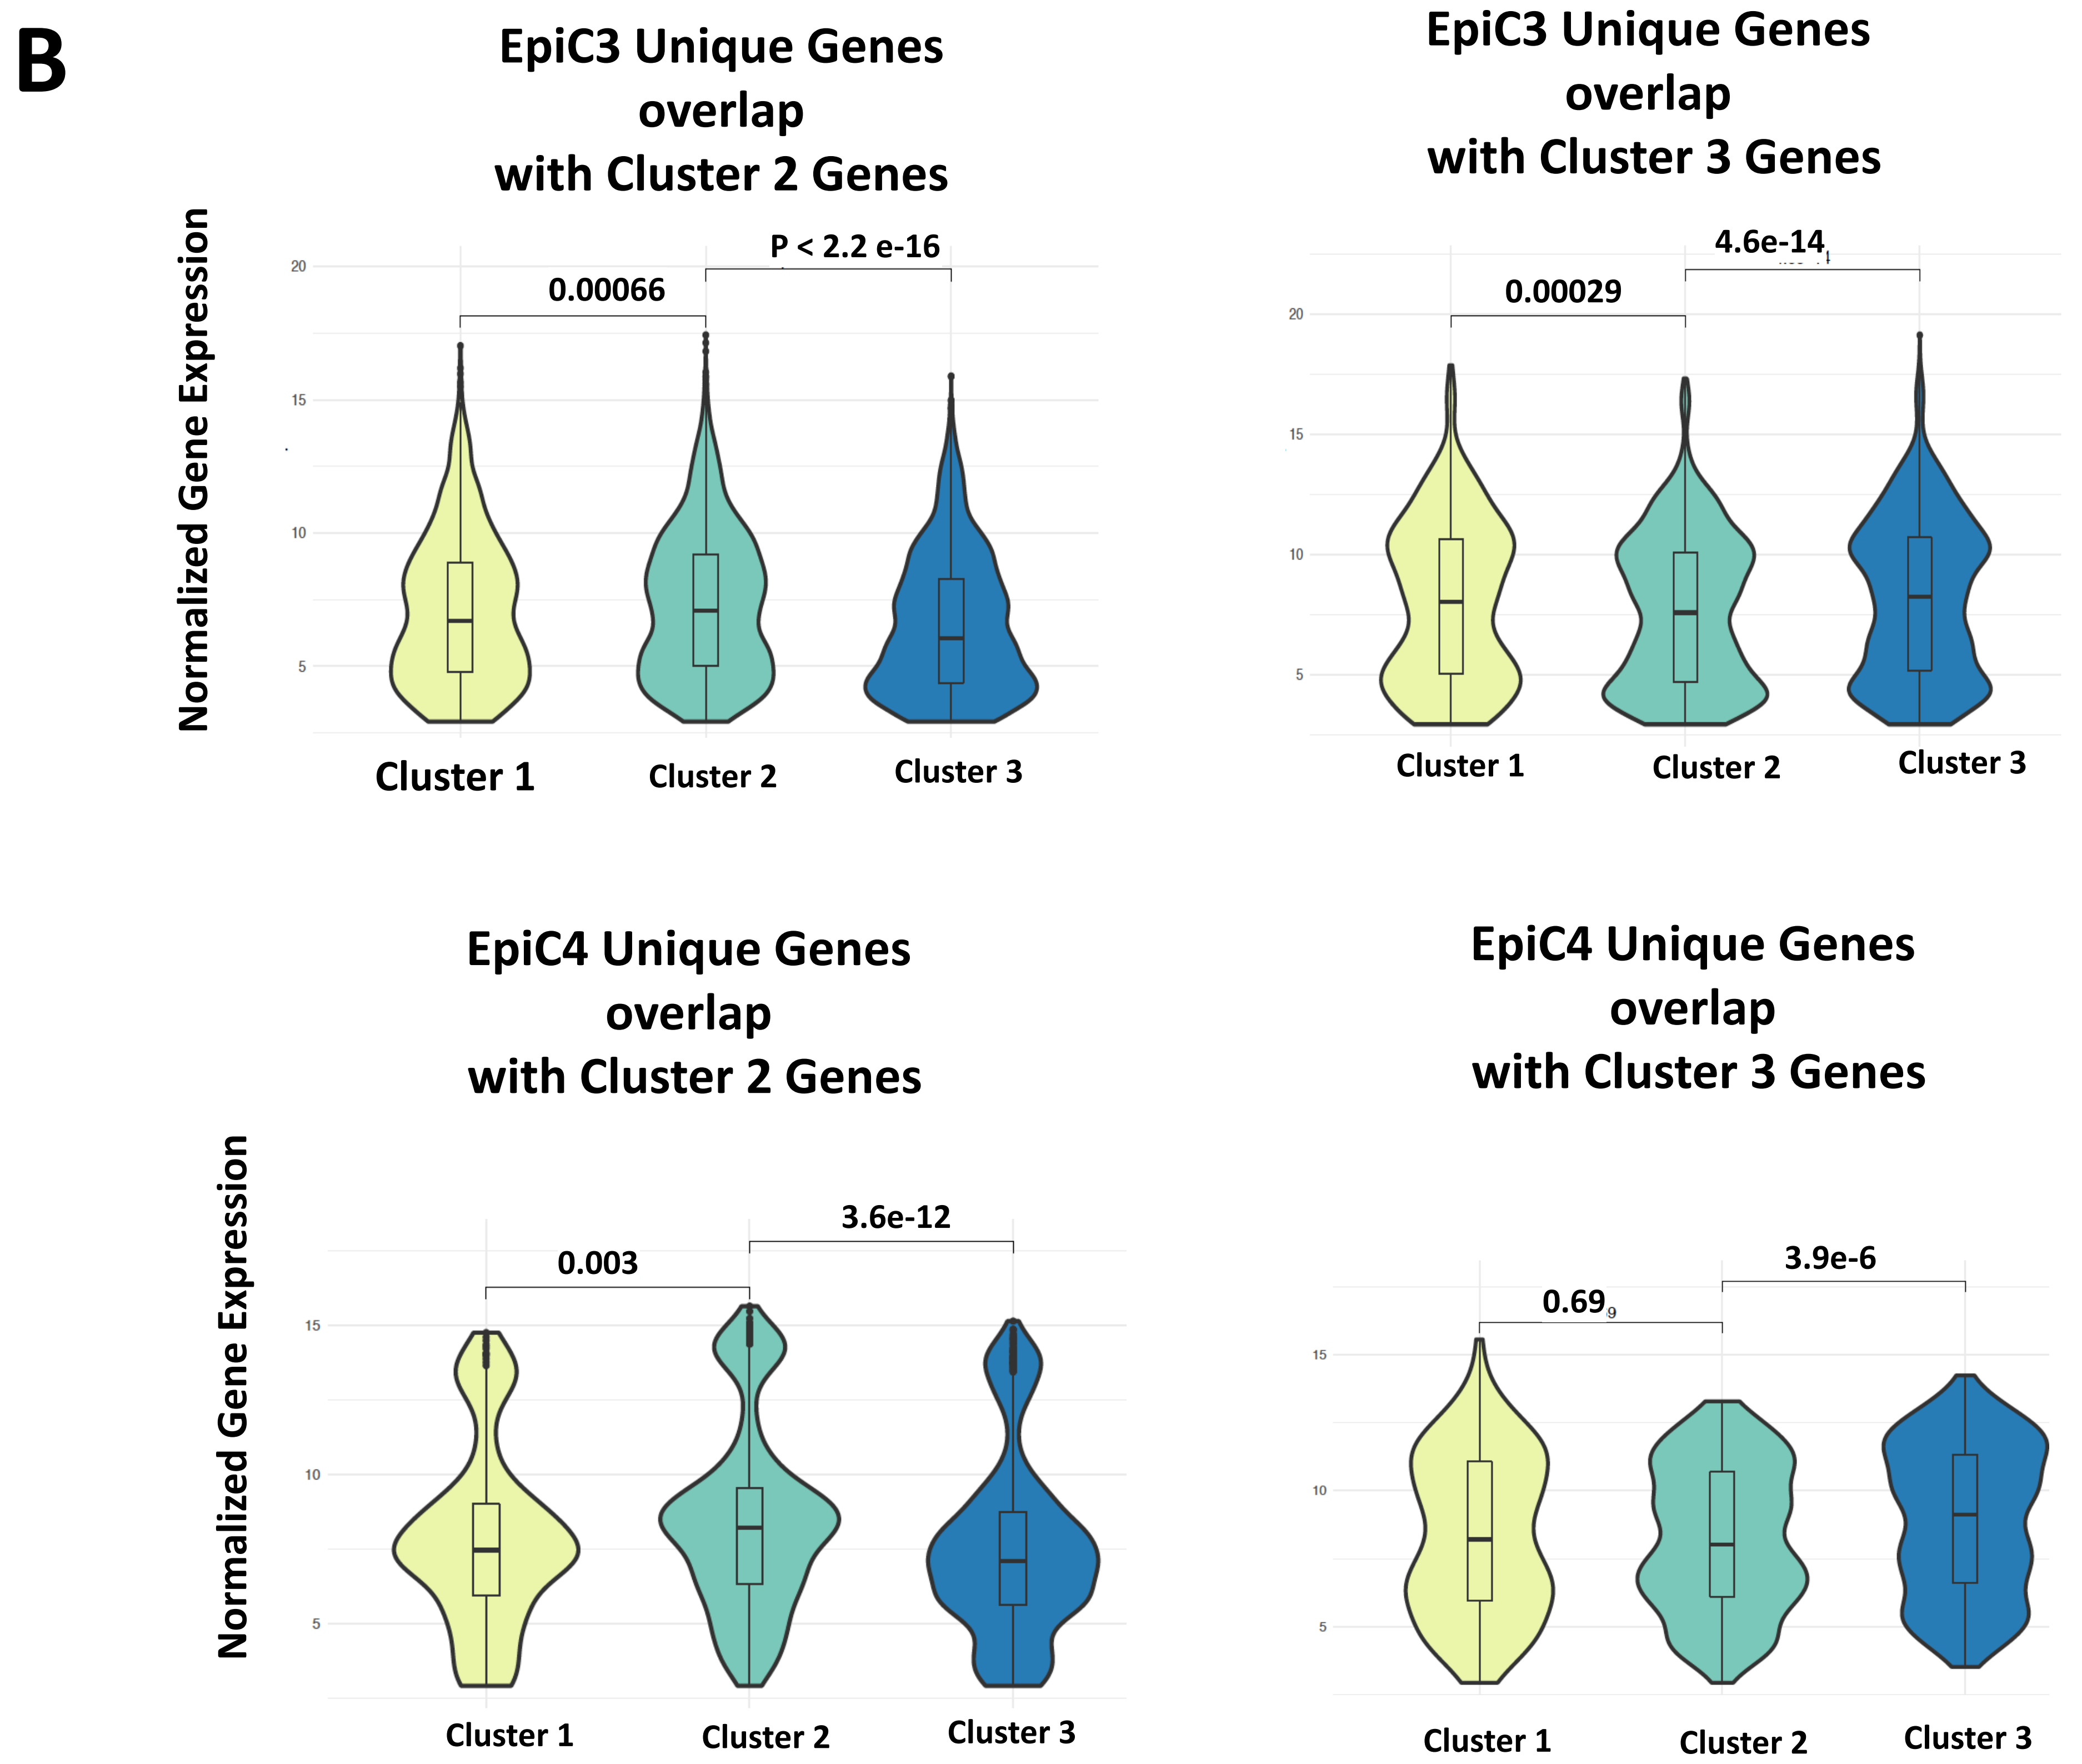 B
EpiC3 Unique Genes
overlap
with Cluster 2 Genes
Normalized Gene Expression
P < 2.2 e-16
0.00066
20
15
10
5
Cluster 1
Cluster 2
Cluster 3
EpiC3 Unique Genes
overlap
with Cluster 3 Genes
4.6e-14
0.00029
20
15
10
5
Cluster 1
Cluster 2
Cluster 3
EpiC4 Unique Genes
overlap
with Cluster 2 Genes
Normalized Gene Expression
3.6e-12
0.003
15
10
5
Cluster 1
Cluster 2
Cluster 3
EpiC4 Unique Genes
overlap
with Cluster 3 Genes
3.9e-6
0.69
15
10
5
Cluster 1
Cluster 2
Cluster 3